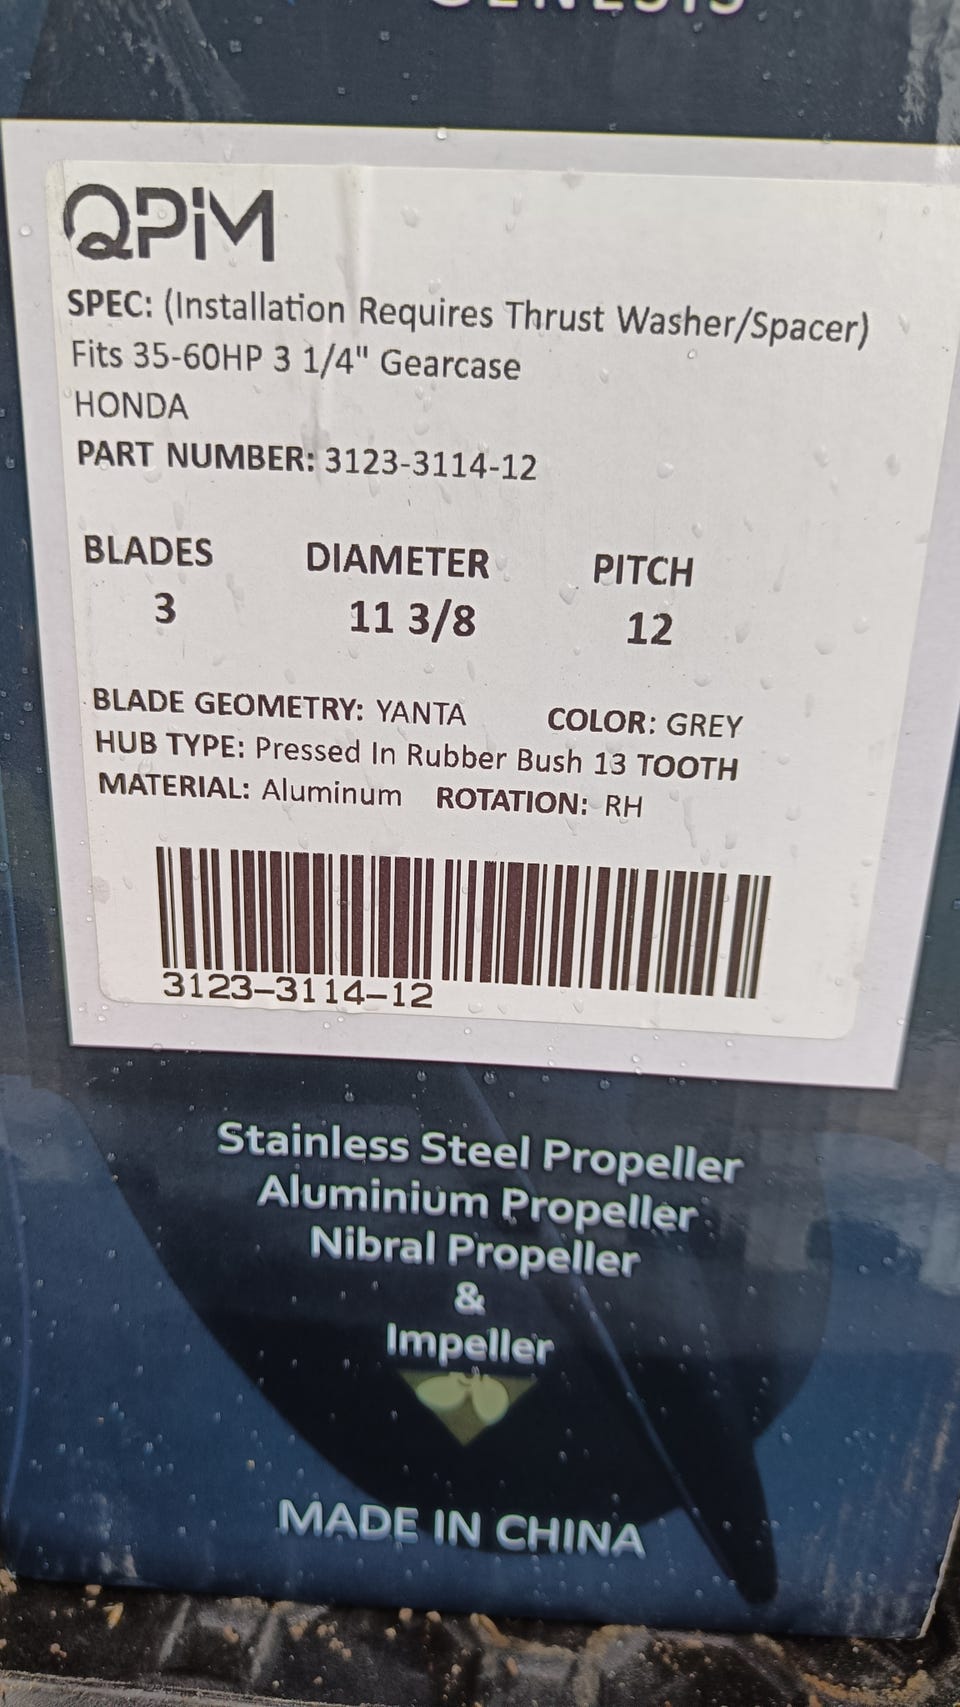 GENESIS
QPiM
SPEC: (Installation Requires Thrust Washer/Spacer)
Fits 35-60HP 3 1/4" Gearcase
HONDA
PART NUMBER: 3123-3114-12
BLADES DIAMETER PITCH
3 11 3/8 12
BLADE GEOMETRY: YANTA COLOR: GREY
HUB TYPE: Pressed In Rubber Bush 13 TOOTH
MATERIAL: Aluminum ROTATION: RH
3123-3114-12
Stainless Steel Propeller
Aluminium Propeller
Nibral Propeller
&
Impeller
MADE IN CHINA